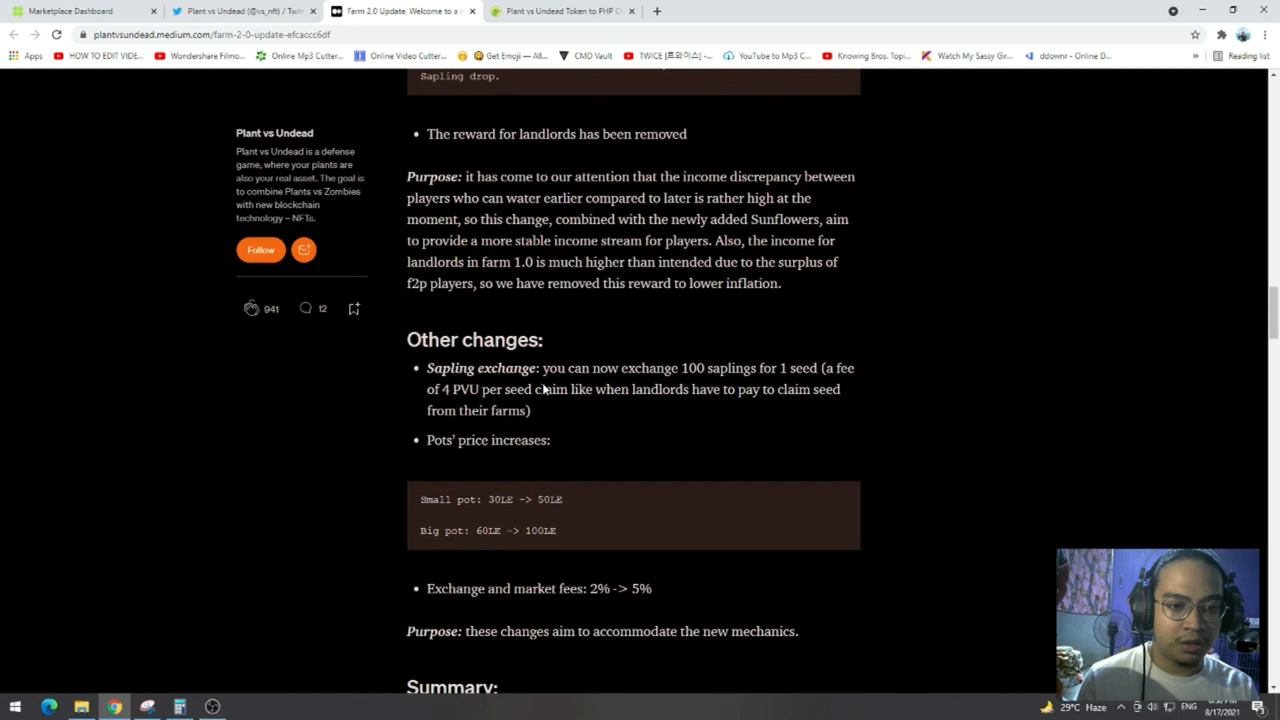 Marketplace Dashboard
Plant vs Undead (@vs_nft) / Twit
Farm 2.0 Update. Welcome to a n
Plant vs Undead Token to PHP C
plantvsundead.medium.com/farm-2-0-update-efcaccc6df
Apps
HOW TO EDIT VIDE...
Wondershare Filmo...
Online Mp3 Cutter...
Online Video Cutter...
Get Emoji — All...
CMD Vault
TWICE [트와이스]-...
YouTube to Mp3 C...
Knowing Bros. Topi...
Watch My Sassy Gir...
ddownr - Online D...
»
Reading list
Sapling drop.
• The reward for landlords has been removed
Plant vs Undead
Plant vs Undead is a defense
game, where your plants are
also your real asset. The goal is
to combine Plants vs Zombies
with new blockchain
technology – NFTs.
Follow
941
12
Purpose: it has come to our attention that the income discrepancy between
players who can water earlier compared to later is rather high at the
moment, so this change, combined with the newly added Sunflowers, aim
to provide a more stable income stream for players. Also, the income for
landlords in farm 1.0 is much higher than intended due to the surplus of
f2p players, so we have removed this reward to lower inflation.
Other changes:
• Sapling exchange: you can now exchange 100 saplings for 1 seed (a fee
of 4 PVU per seed claim like when landlords have to pay to claim seed
from their farms)
• Pots' price increases:
Small pot: 30LE -> 50LE
Big pot: 60LE -> 100LE
• Exchange and market fees: 2% -> 5%
Purpose: these changes aim to accommodate the new mechanics.
Summary:
29°C Haze
ENG
8/17/2021